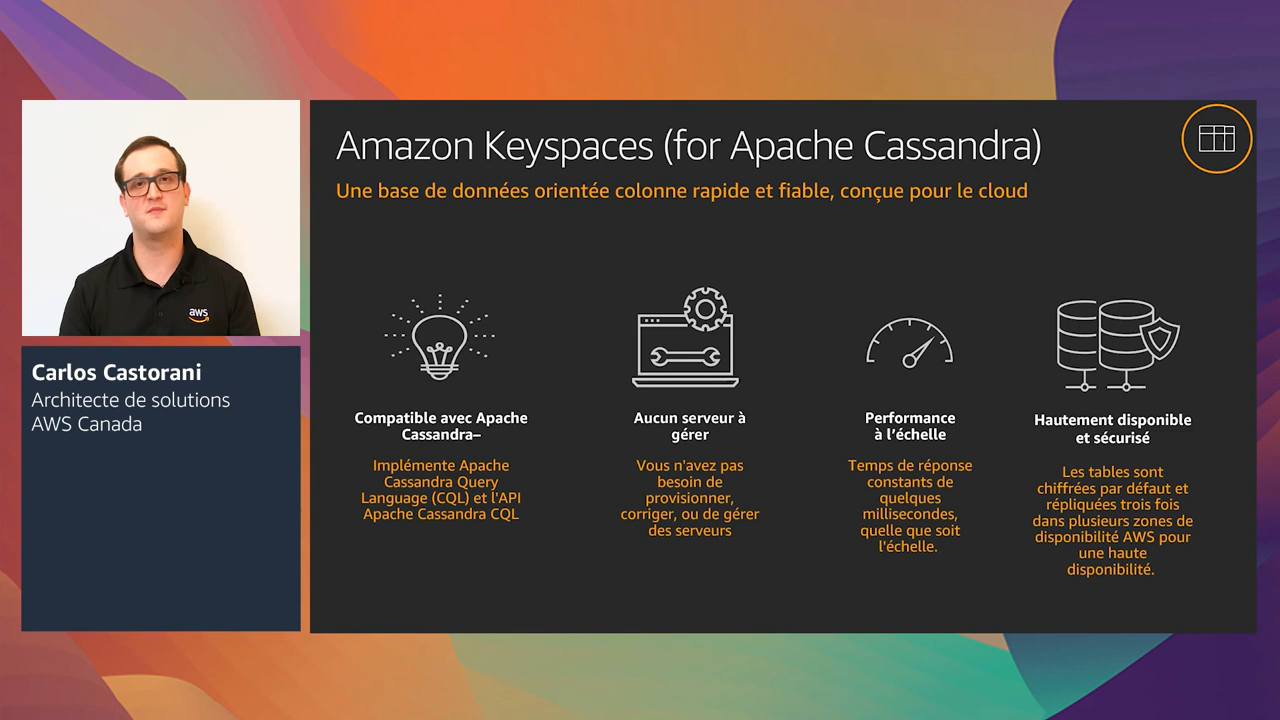 aws
Carlos Castorani
Architecte de solutions
AWS Canada
Amazon Keyspaces (for Apache Cassandra)
Une base de données orientée colonne rapide et fiable, conçue pour le cloud
Compatible avec Apache
Cassandra–
Implémente Apache
Cassandra Query
Language (CQL) et l'API
Apache Cassandra CQL
Aucun serveur à
gérer
Vous n'avez pas
besoin de
provisionner,
corriger, ou de gérer
des serveurs
Performance
à l’échelle
Temps de réponse
constants de
quelques
millisecondes,
quelle que soit
l'échelle.
Hautement disponible
et sécurisé
Les tables sont
chiffrées par défaut et
répliquées trois fois
dans plusieurs zones de
disponibilité AWS pour
une haute
disponibilité.